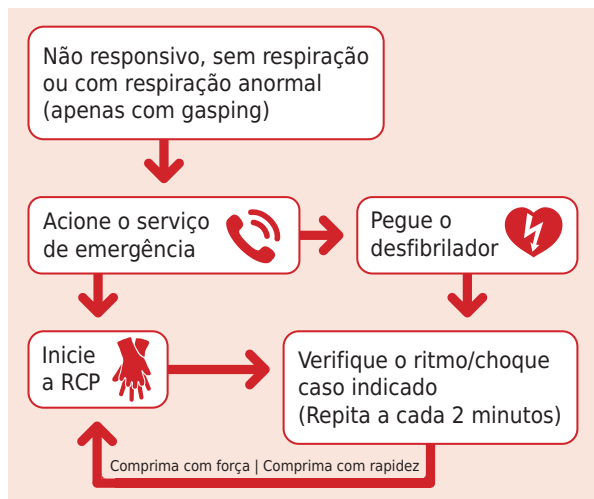 Não responsivo, sem respiração
ou com respiração anormal
(apenas com gasping)
Acione o serviço
de emergência
Pegue o
desfibrilador
Inicie
a RCP
Verifique o ritmo/choque
caso indicado
(Repita a cada 2 minutos)
Comprima com força | Comprima com rapidez